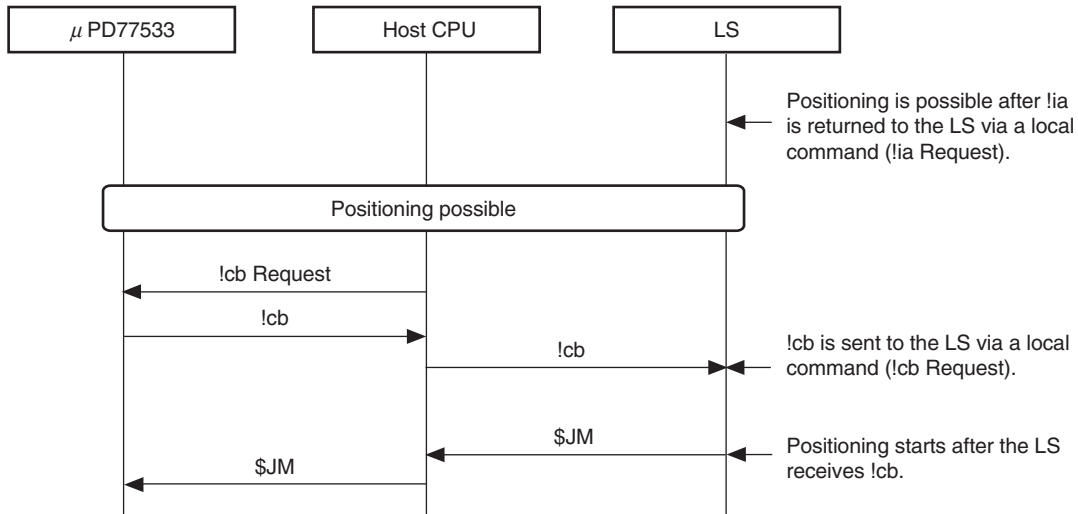 μ PD77533
Host CPU
LS
Positioning is possible after !ia
is returned to the LS via a local
command (!ia Request).
Positioning possible
!cb Request
!cb
!cb
!cb is sent to the LS via a local
command (!cb Request).
$JM
Positioning starts after the LS
receives !cb.
$JM